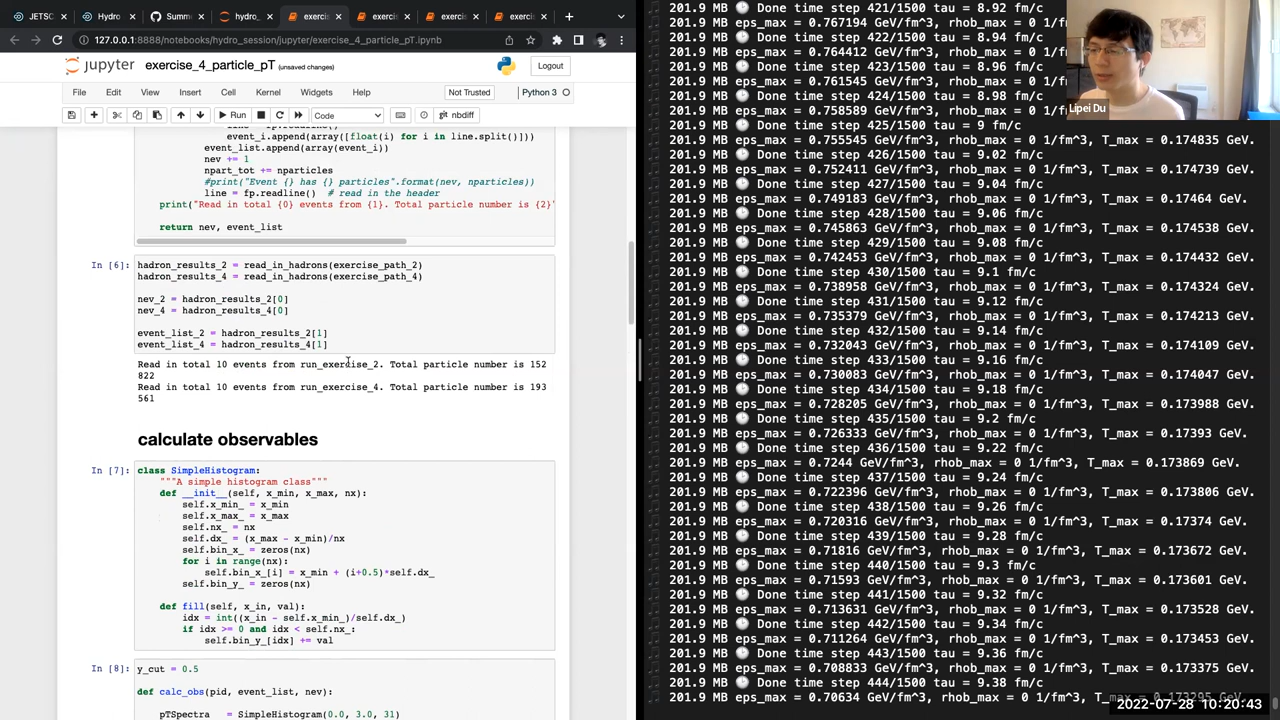 JETSC
Hydro
Summ
hydro_
exercis
exercis
exercis
exercis
127.0.0.1:8888/notebooks/hydro_session/jupyter/exercise_4_particle_pT.ipynb
jupyter exercise_4_particle_pT (unsaved changes)
Logout
File Edit View Insert Cell Kernel Widgets Help
Not Trusted
Python 3
Run
Code
nbdiff
event_i.append(array([float(i) for i in line.split()]))
event_list.append(array(event_i))
nev += 1
npart_tot += nparticles
#print("Event {} has {} particles".format(nev, nparticles))
line = fp.readline() # read in the header
print("Read in total {0} events from {1}. Total particle number is {2}"
return nev, event_list
In [6]:
hadron_results_2 = read_in_hadrons(exercise_path_2)
hadron_results_4 = read_in_hadrons(exercise_path_4)
nev_2 = hadron_results_2[0]
nev_4 = hadron_results_4[0]
event_list_2 = hadron_results_2[1]
event_list_4 = hadron_results_4[1]
Read in total 10 events from run_exercise_2. Total particle number is 152
822
Read in total 10 events from run_exercise_4. Total particle number is 193
561
calculate observables
In [7]:
class SimpleHistogram:
"""A simple histogram class"""
def __init__(self, x_min, x_max, nx):
self.x_min_ = x_min
self.x_max_ = x_max
self.nx_ = nx
self.dx_ = (x_max - x_min)/nx
self.bin_x_ = zeros(nx)
for i in range(nx):
self.bin_x_[i] = x_min + (i+0.5)*self.dx_
self.bin_y_ = zeros(nx)
def fill(self, x_in, val):
idx = int((x_in - self.x_min_)/self.dx_)
if idx >= 0 and idx < self.nx_:
self.bin_y_[idx] += val
In [8]:
y_cut = 0.5
def calc_obs(pid, event_list, nev):
pTSpectra = SimpleHistogram(0.0, 3.0, 31)
201.9 MB Done time step 421/1500 tau = 8.92 fm/c
201.9 MB eps_max = 0.767194 GeV/fm^3, rhob_max = 0
201.9 MB Done time step 422/1500 tau = 8.94 fm/c
201.9 MB eps_max = 0.764412 GeV/fm^3, rhob_max = 0
201.9 MB Done time step 423/1500 tau = 8.96 fm/c
201.9 MB eps_max = 0.761545 GeV/fm^3, rhob_max = 0
201.9 MB Done time step 424/1500 tau = 8.98 fm/c
201.9 MB eps_max = 0.758589 GeV/fm^3, rhob_max = 0
201.9 MB Done time step 425/1500 tau = 9 fm/c
201.9 MB eps_max = 0.755545 GeV/fm^3, rhob_max = 0 1/fm^3, T_max = 0.174835 GeV.
201.9 MB Done time step 426/1500 tau = 9.02 fm/c
201.9 MB eps_max = 0.752411 GeV/fm^3, rhob_max = 0 1/fm^3, T_max = 0.174739 GeV.
201.9 MB Done time step 427/1500 tau = 9.04 fm/c
201.9 MB eps_max = 0.749183 GeV/fm^3, rhob_max = 0 1/fm^3, T_max = 0.17464 GeV.
201.9 MB Done time step 428/1500 tau = 9.06 fm/c
201.9 MB eps_max = 0.745864 GeV/fm^3, rhob_max = 0 1/fm^3, T_max = 0.174538 GeV.
201.9 MB Done time step 429/1500 tau = 9.08 fm/c
201.9 MB eps_max = 0.742453 GeV/fm^3, rhob_max = 0 1/fm^3, T_max = 0.174432 GeV.
201.9 MB Done time step 430/1500 tau = 9.1 fm/c
201.9 MB eps_max = 0.738958 GeV/fm^3, rhob_max = 0 1/fm^3, T_max = 0.174324 GeV.
201.9 MB Done time step 431/1500 tau = 9.12 fm/c
201.9 MB eps_max = 0.735379 GeV/fm^3, rhob_max = 0 1/fm^3, T_max = 0.174213 GeV.
201.9 MB Done time step 432/1500 tau = 9.14 fm/c
201.9 MB eps_max = 0.732043 GeV/fm^3, rhob_max = 0 1/fm^3, T_max = 0.174109 GeV.
201.9 MB Done time step 433/1500 tau = 9.16 fm/c
201.9 MB eps_max = 0.730083 GeV/fm^3, rhob_max = 0 1/fm^3, T_max = 0.174047 GeV.
201.9 MB Done time step 434/1500 tau = 9.18 fm/c
201.9 MB eps_max = 0.728205 GeV/fm^3, rhob_max = 0 1/fm^3, T_max = 0.173988 GeV.
201.9 MB Done time step 435/1500 tau = 9.2 fm/c
201.9 MB eps_max = 0.726333 GeV/fm^3, rhob_max = 0 1/fm^3, T_max = 0.17393 GeV.
201.9 MB Done time step 436/1500 tau = 9.22 fm/c
201.9 MB eps_max = 0.7244 GeV/fm^3, rhob_max = 0 1/fm^3, T_max = 0.173869 GeV.
201.9 MB Done time step 437/1500 tau = 9.24 fm/c
201.9 MB eps_max = 0.722396 GeV/fm^3, rhob_max = 0 1/fm^3, T_max = 0.173806 GeV.
201.9 MB Done time step 438/1500 tau = 9.26 fm/c
201.9 MB eps_max = 0.720316 GeV/fm^3, rhob_max = 0 1/fm^3, T_max = 0.17374 GeV.
201.9 MB Done time step 439/1500 tau = 9.28 fm/c
201.9 MB eps_max = 0.71816 GeV/fm^3, rhob_max = 0 1/fm^3, T_max = 0.173672 GeV.
201.9 MB Done time step 440/1500 tau = 9.3 fm/c
201.9 MB eps_max = 0.715931 GeV/fm^3, rhob_max = 0 1/fm^3, T_max = 0.173601 GeV.
201.9 MB Done time step 441/1500 tau = 9.32 fm/c
201.9 MB eps_max = 0.713631 GeV/fm^3, rhob_max = 0 1/fm^3, T_max = 0.173528 GeV.
201.9 MB Done time step 442/1500 tau = 9.34 fm/c
201.9 MB eps_max = 0.711264 GeV/fm^3, rhob_max = 0 1/fm^3, T_max = 0.173453 GeV.
201.9 MB Done time step 443/1500 tau = 9.36 fm/c
201.9 MB eps_max = 0.708833 GeV/fm^3, rhob_max = 0 1/fm^3, T_max = 0.173375 GeV.
201.9 MB Done time step 444/1500 tau = 9.38 fm/c
201.9 MB eps_max = 0.70634 GeV/fm^3, rhob_max = 0 1/fm^3, T_max = 0.173295 GeV.
Lipei Du
2022-07-28 10:20:43